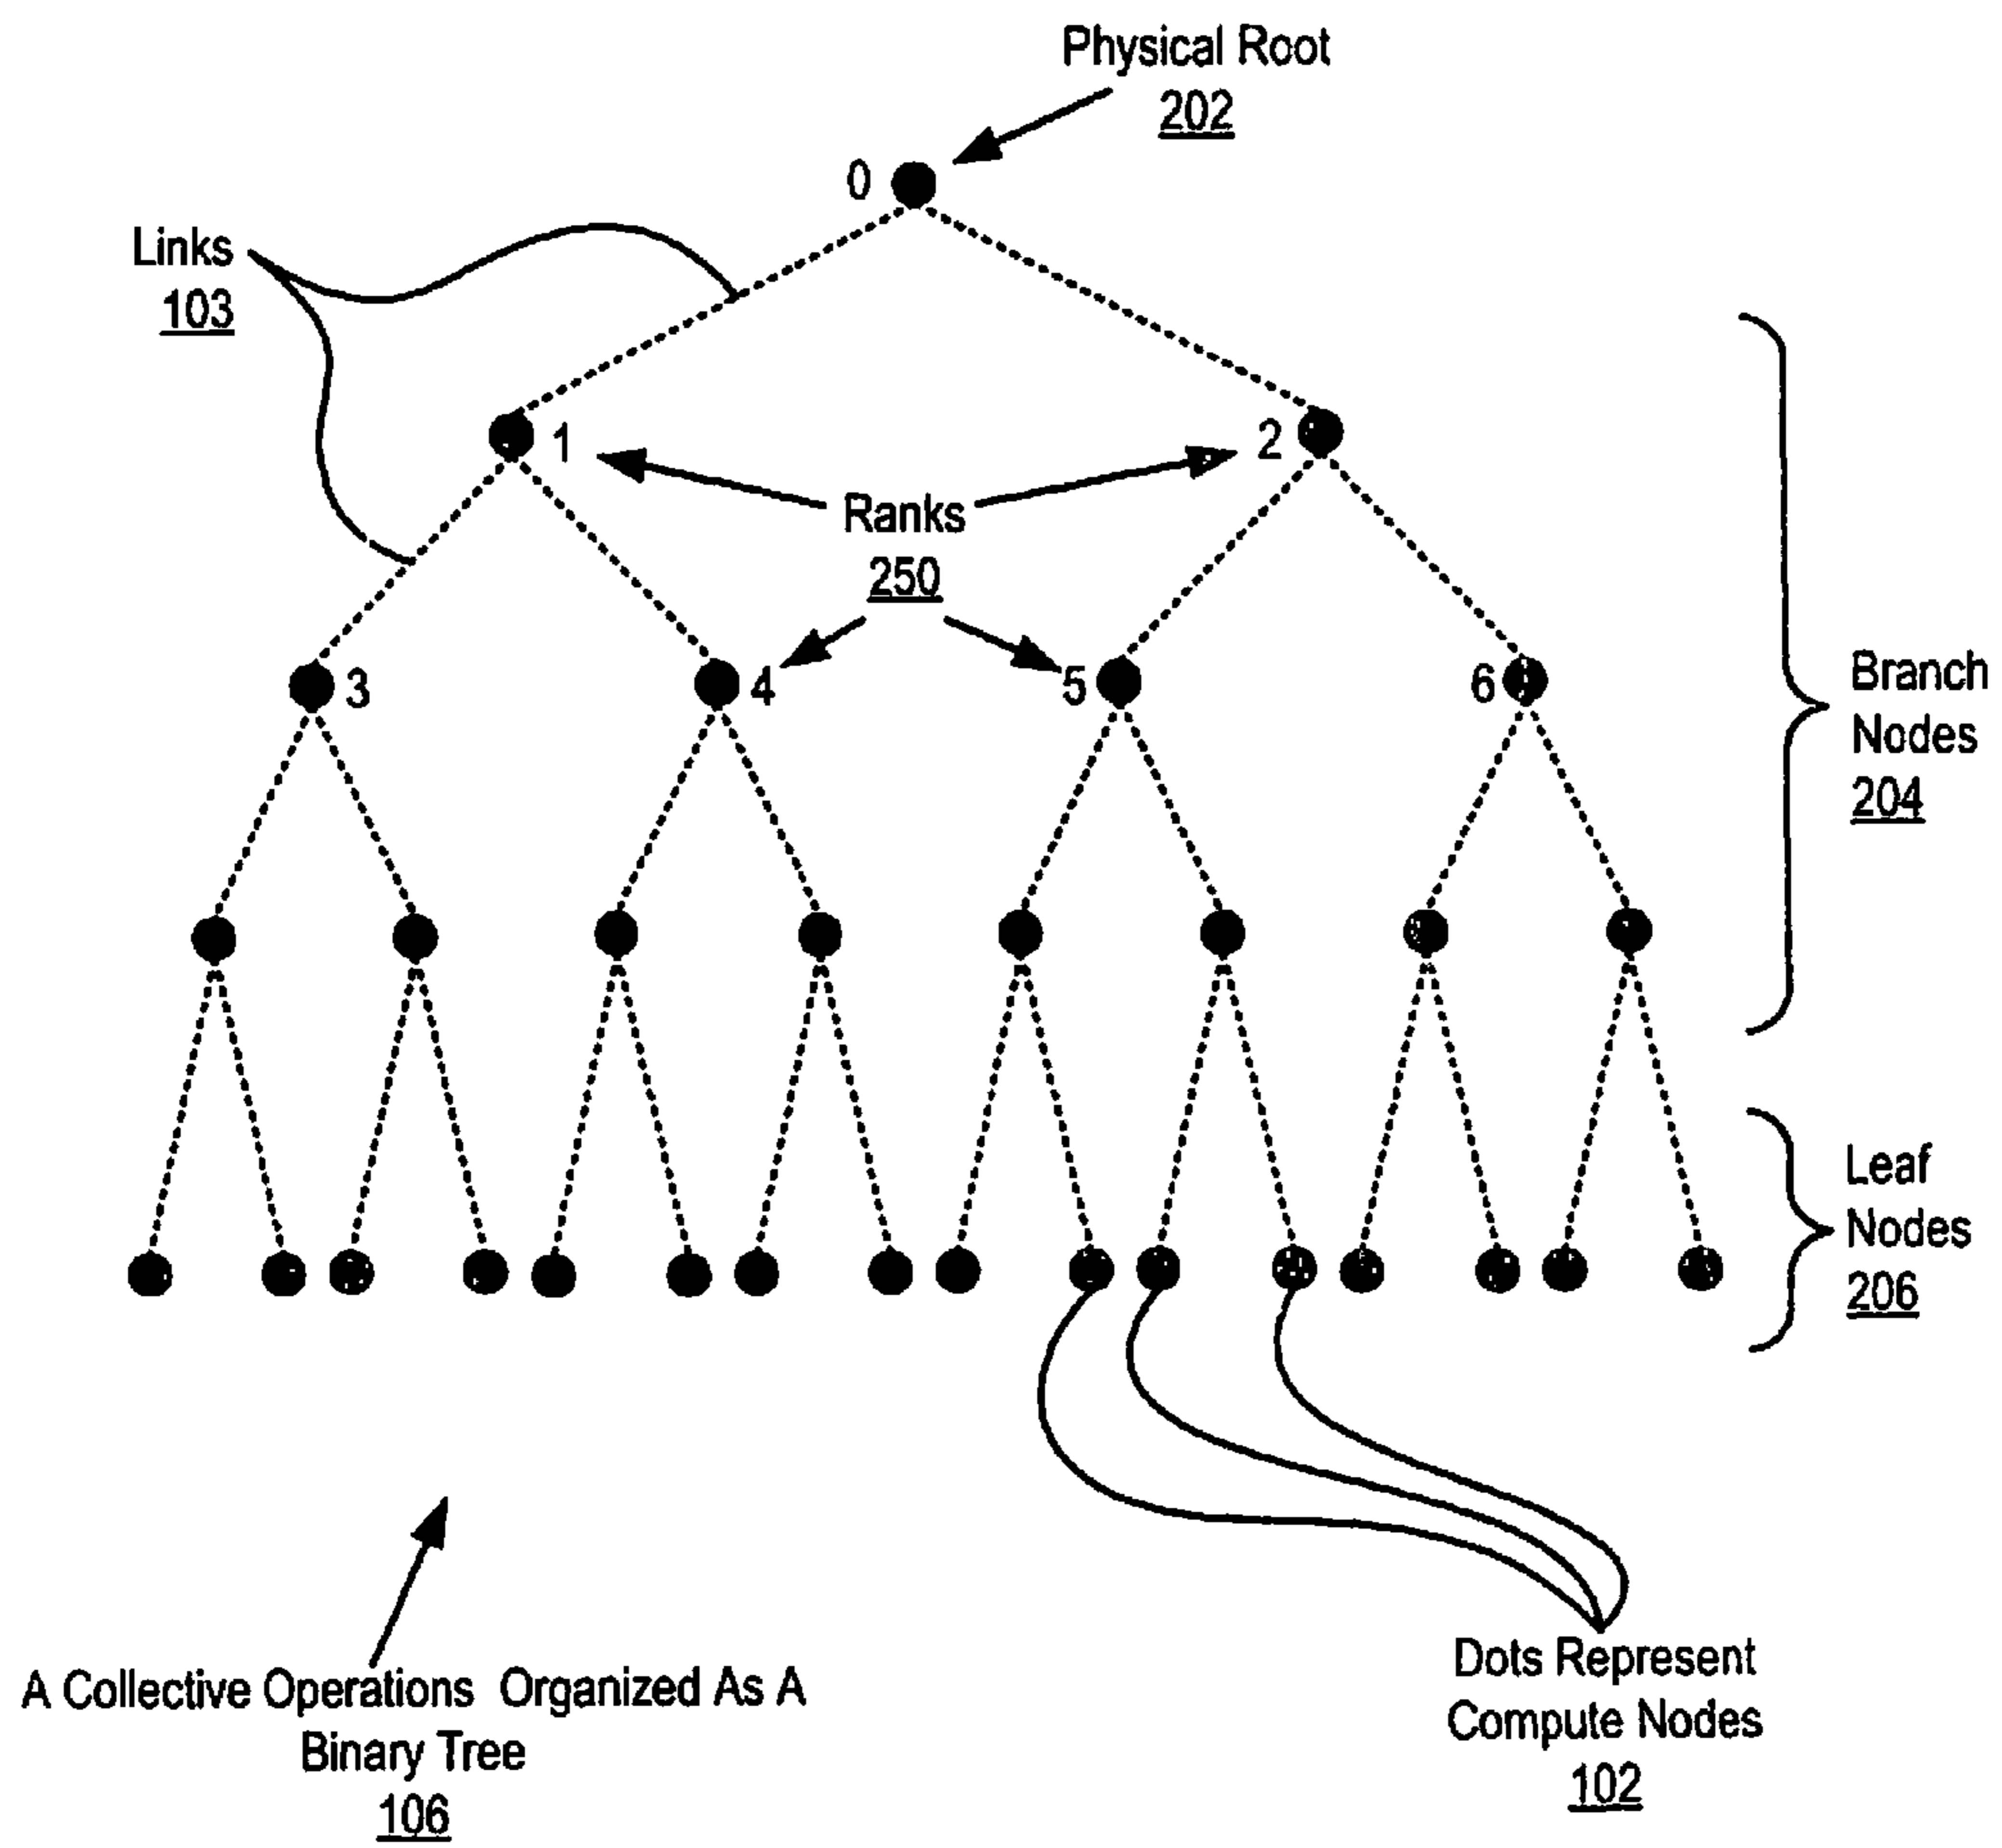 Physical Root
202
0
Links
103
1
2
Ranks
250
3
4
5
6
Branch
Nodes
204
Leaf
Nodes
206
A Collective Operations Organized As A
Binary Tree
106
Dots Represent
Compute Nodes
102